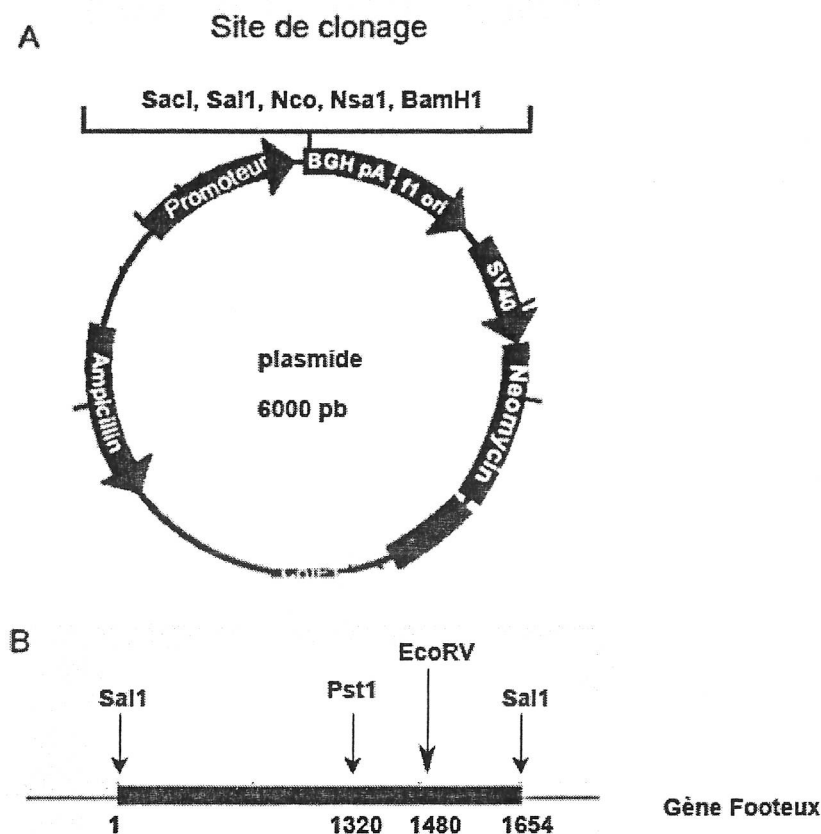 A
Site de clonage
SacI, Sal1, Nco, Nsa1, BamH1
Promoteur
BGH pA
f1 ori
SV40
Ampicillin
plasmide
Neomycin
6000 pb
B
EcoRV
Sal1
Pst1
Sal1
Gène Footeux
1
1320
1480
1654